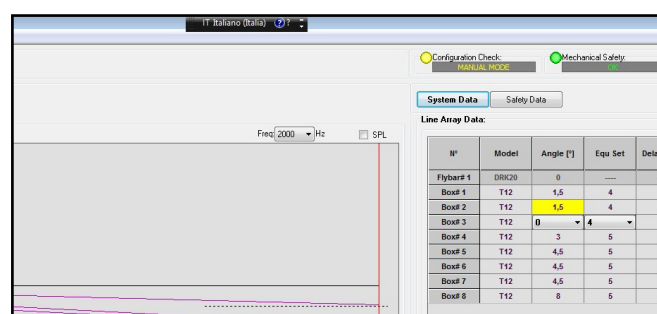 IT Italiano (Italia) ? 
Configuration Check: Mechanical Safety:
MANUAL MODE OK
System Data Safety Data
Line Array Data:
Freq: 2000 Hz SPL
N° Model Angle [°] Equ Set Dela
Flybar# 1 DRK20 0 ----
Box# 1 T12 1,5 4
Box# 2 T12 1,5 4
Box# 3 T12 0 4
Box# 4 T12 3 5
Box# 5 T12 4,5 5
Box# 6 T12 4,5 5
Box# 7 T12 4,5 5
Box# 8 T12 8 5